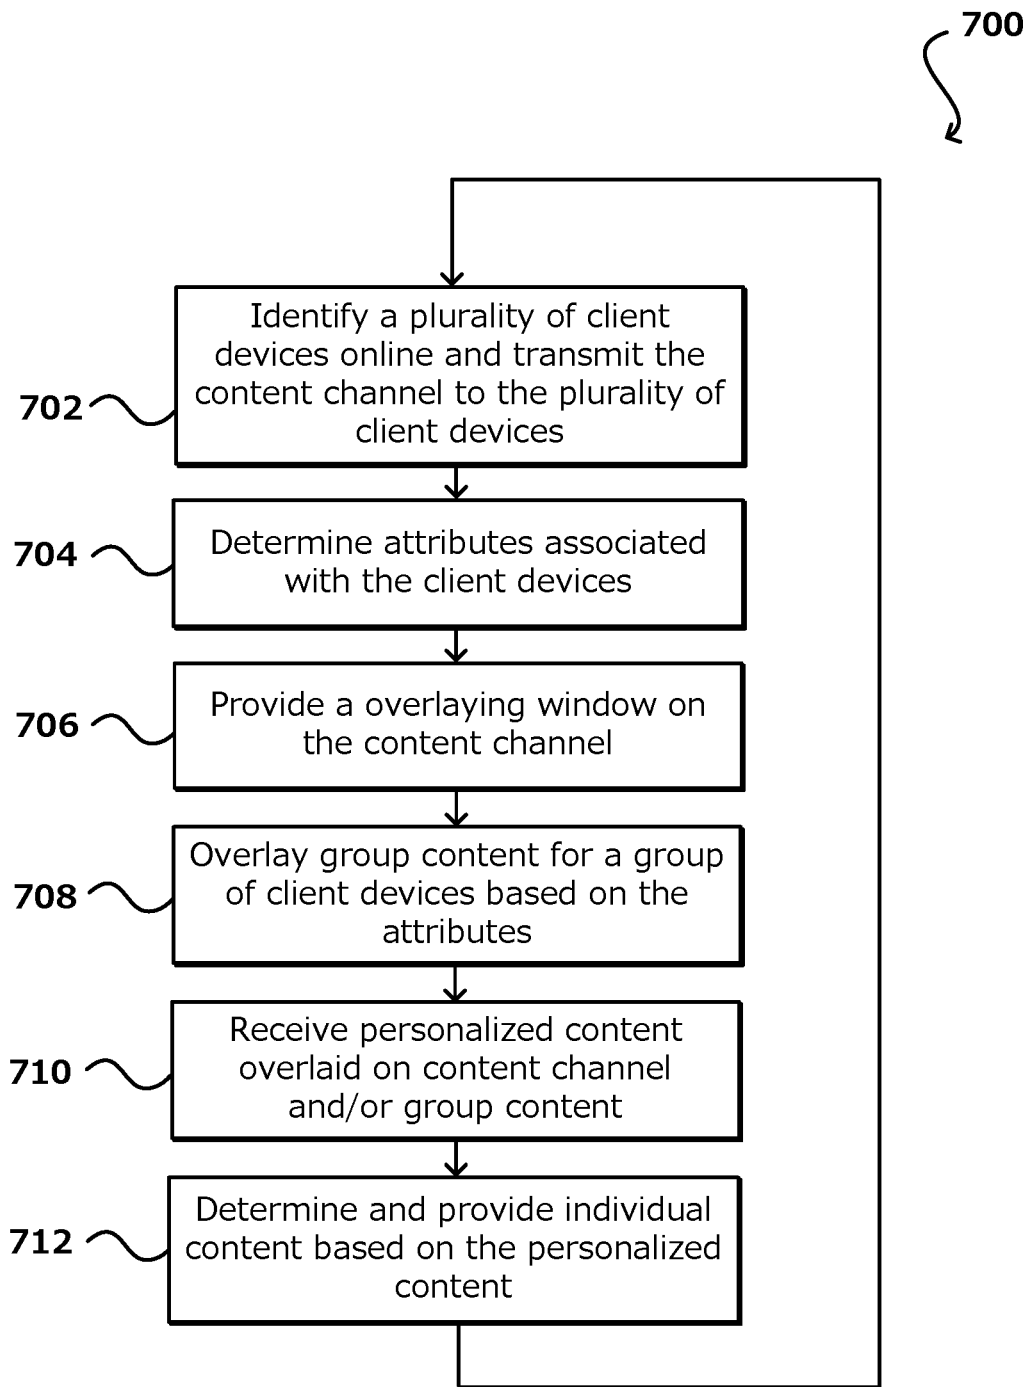 700
Identify a plurality of client
devices online and transmit the
content channel to the plurality of
client devices
702
Determine attributes associated
with the client devices
704
Provide a overlaying window on
the content channel
706
Overlay group content for a group
of client devices based on the
attributes
708
Receive personalized content
overlaid on content channel
and/or group content
710
Determine and provide individual
content based on the personalized
content
712